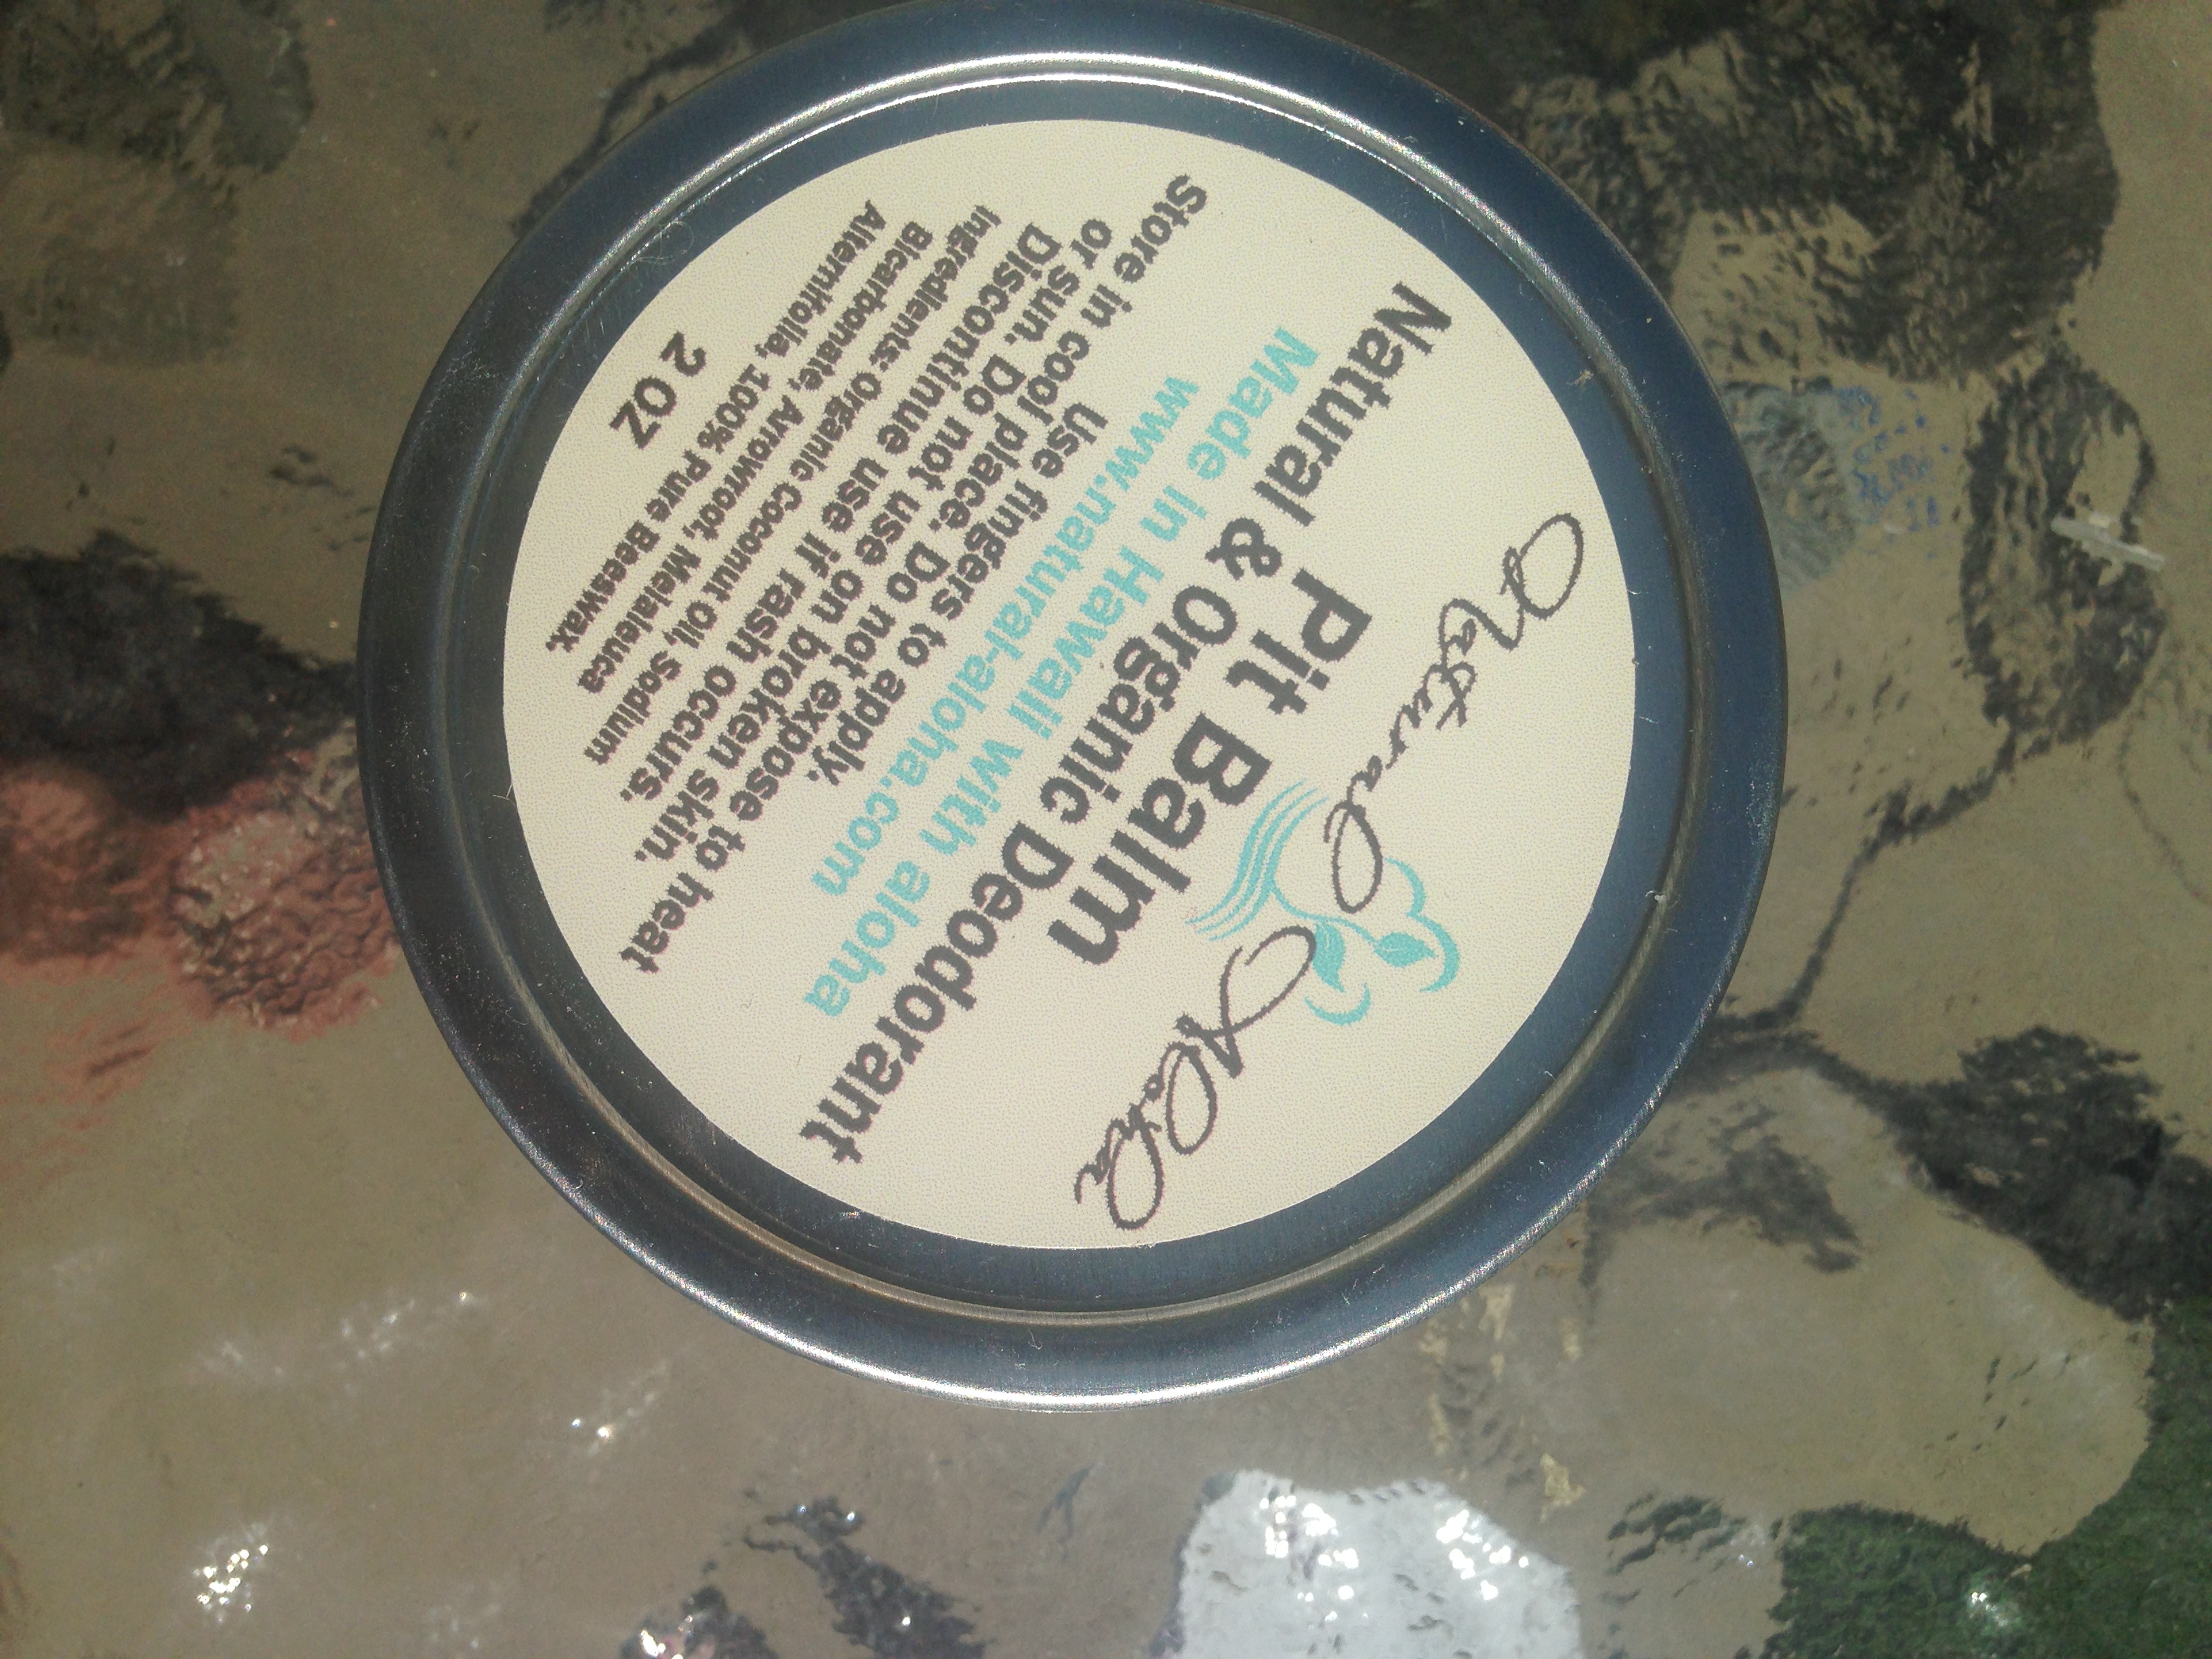 Natural Aloha
Pit Balm
Natural & Organic Deodorant
Made in Hawaii with aloha
www.natural-aloha.com
Use fingers to apply.
Store in cool place. Do not expose to heat
or sun. Do not use on broken skin.
Discontinue use if rash occurs.
Ingredients: Organic Coconut Oil, Sodium
Bicarbonate, Arrowroot, Melaleuca
Alternifolia, 100% Pure Beeswax.
2 OZ